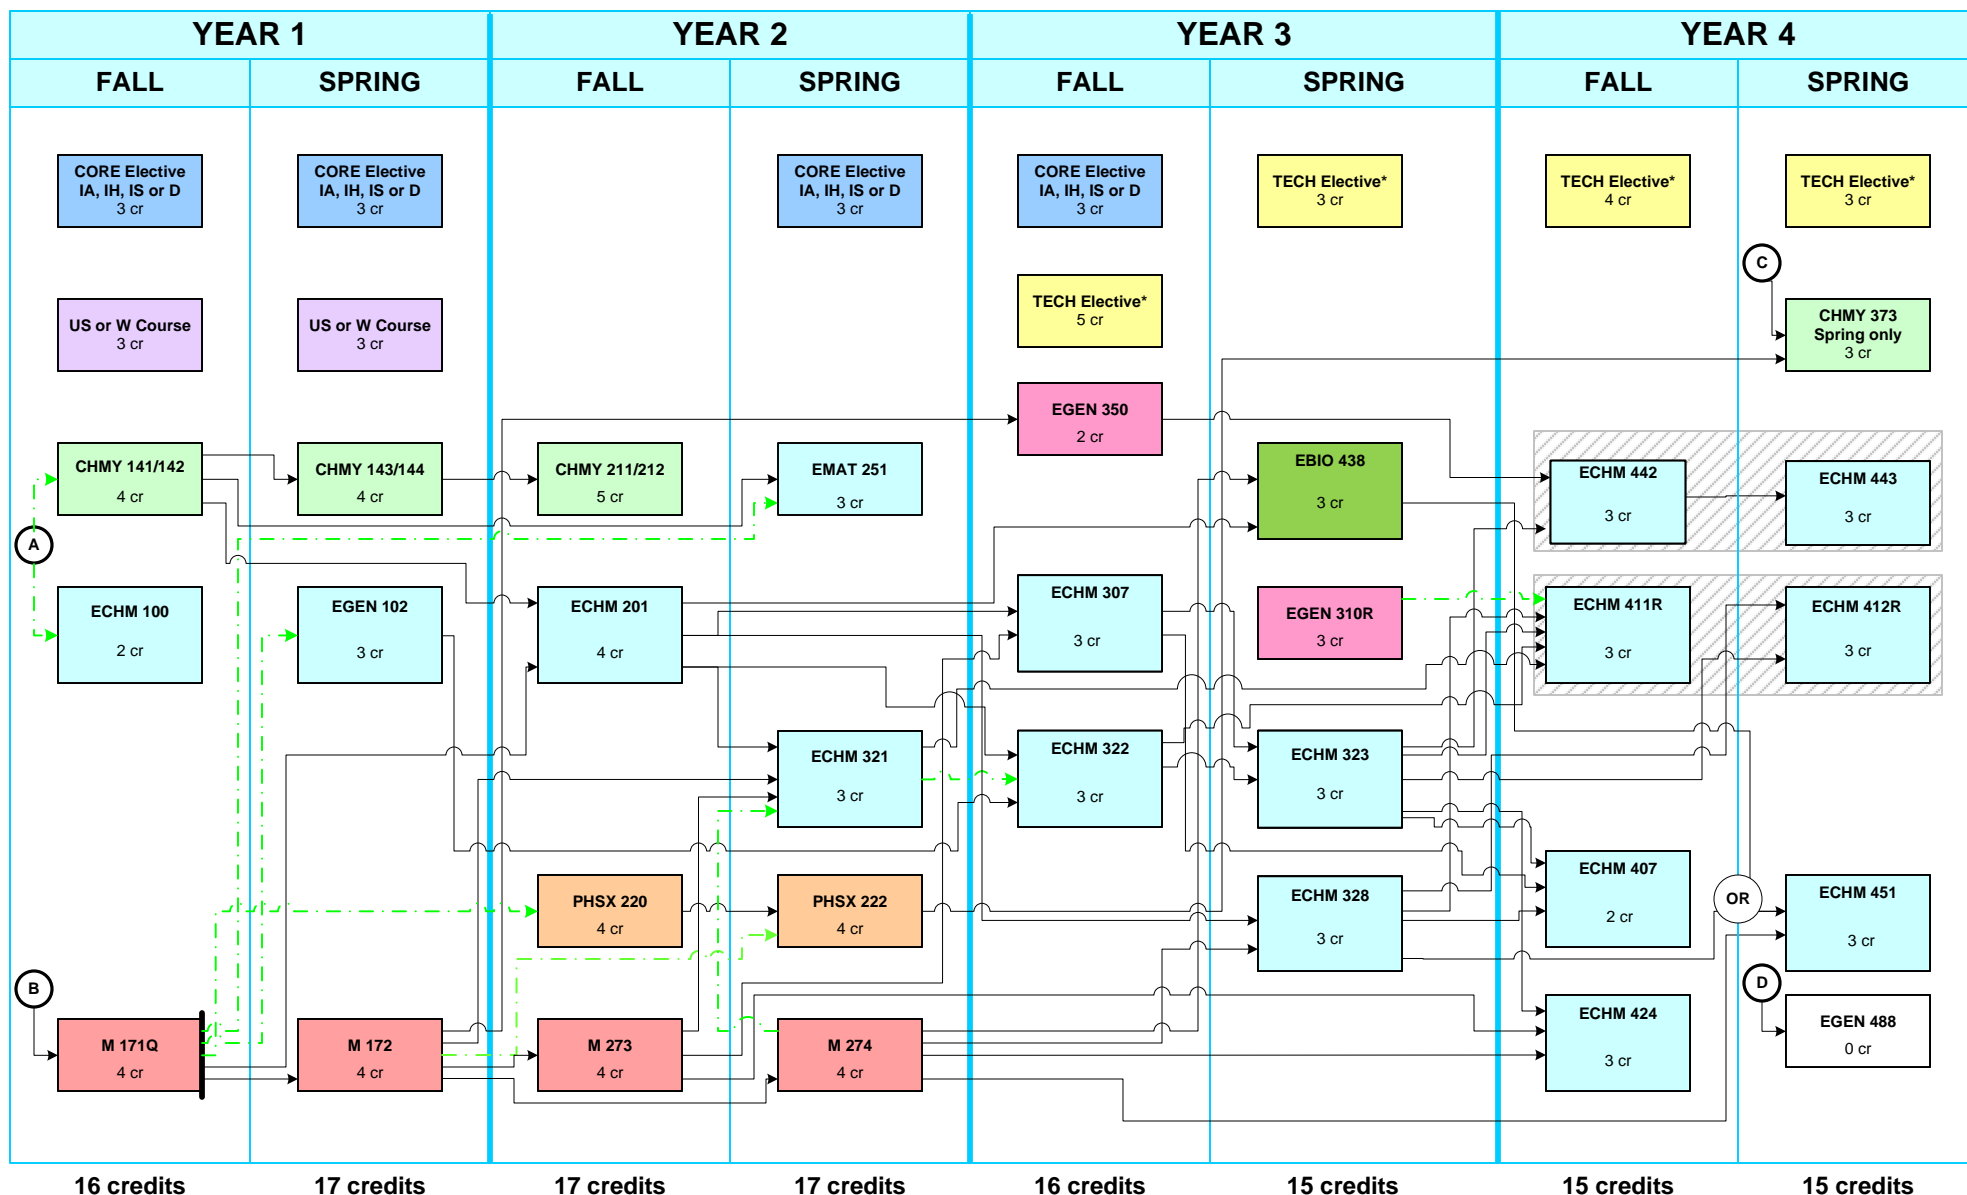 YEAR 1
YEAR 2
YEAR 3
YEAR 4
FALL
SPRING
FALL
SPRING
FALL
SPRING
FALL
SPRING
CORE Elective
IA, IH, IS or D
3 cr
US or W Course
3 cr
CHMY 141/142
4 cr
A
ECHM 100
2 cr
B
M 171Q
4 cr
16 credits
CORE Elective
IA, IH, IS or D
3 cr
US or W Course
3 cr
CHMY 143/144
4 cr
EGEN 102
3 cr
M 172
4 cr
17 credits
CHMY 211/212
5 cr
ECHM 201
4 cr
PHSX 220
4 cr
M 273
4 cr
17 credits
CORE Elective
IA, IH, IS or D
3 cr
EMAT 251
3 cr
ECHM 321
3 cr
PHSX 222
4 cr
M 274
4 cr
17 credits
CORE Elective
IA, IH, IS or D
3 cr
TECH Elective*
5 cr
EGEN 350
2 cr
ECHM 307
3 cr
ECHM 322
3 cr
16 credits
TECH Elective*
3 cr
EBIO 438
3 cr
EGEN 310R
3 cr
ECHM 323
3 cr
ECHM 328
3 cr
15 credits
TECH Elective*
4 cr
ECHM 442
3 cr
ECHM 411R
3 cr
ECHM 407
2 cr
ECHM 424
3 cr
15 credits
TECH Elective*
3 cr
C
CHMY 373
Spring only
3 cr
ECHM 443
3 cr
ECHM 412R
3 cr
OR
ECHM 451
3 cr
D
EGEN 488
0 cr
15 credits